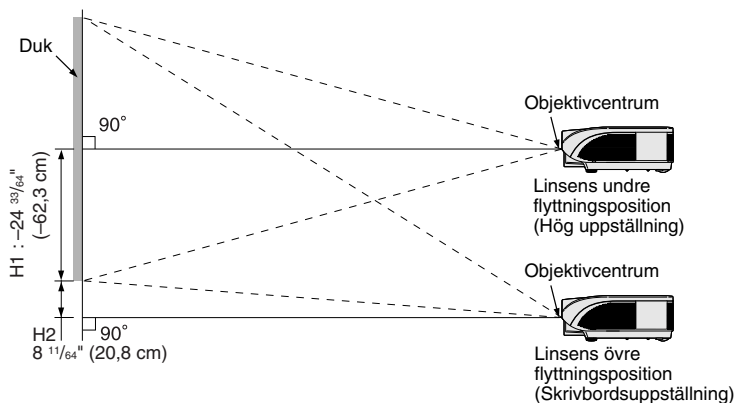 Duk
90°
H1 : –24 33/64"
(–62,3 cm)
Objektivcentrum
Linsens undre
flyttningsposition
(Hög uppställning)
Objektivcentrum
H2
8 11/64" (20,8 cm)
90°
Linsens övre
flyttningsposition
(Skrivbordsuppställning)